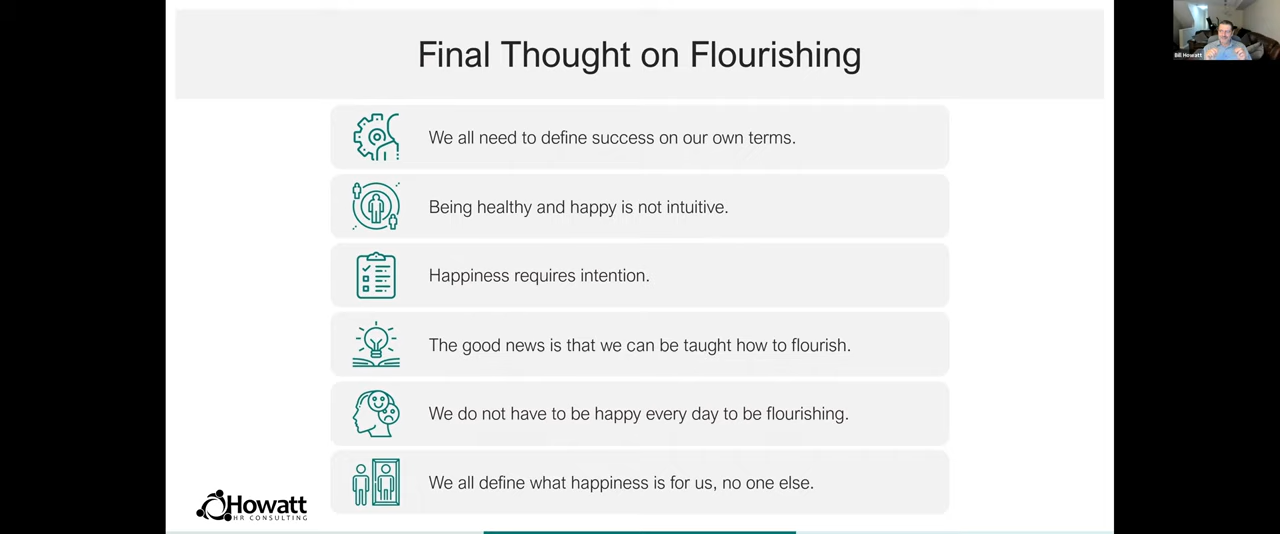 Final Thought on Flourishing
Bill Howatt
We all need to define success on our own terms.
Being healthy and happy is not intuitive.
Happiness requires intention.
The good news is that we can be taught how to flourish.
We do not have to be happy every day to be flourishing.
We all define what happiness is for us, no one else.
Howatt
HR CONSULTING